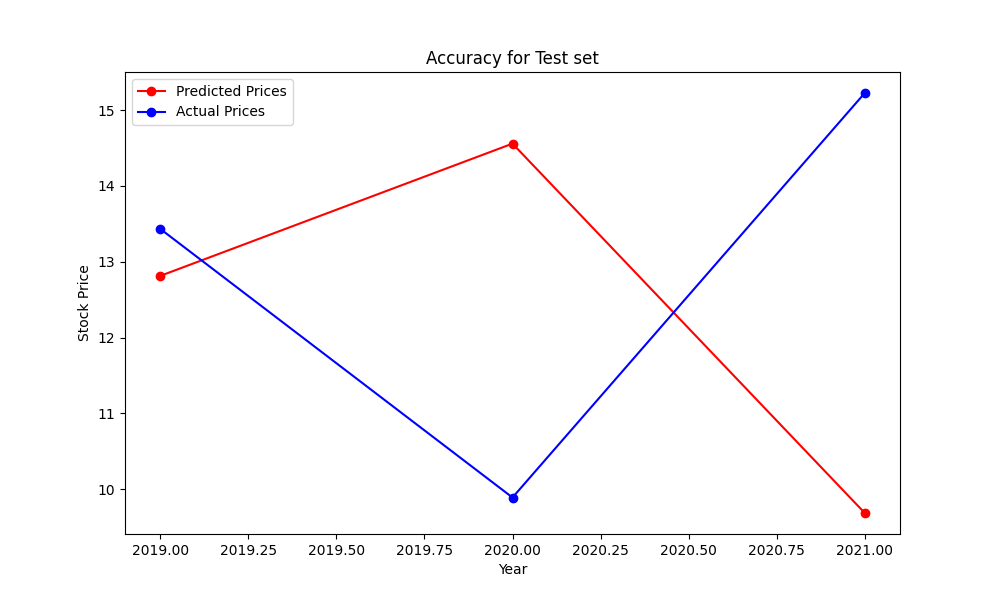 Accuracy for Test set
Predicted Prices
Actual Prices
Stock Price
15
14
13
12
11
10
2019.00 2019.25 2019.50 2019.75 2020.00 2020.25 2020.50 2020.75 2021.00
Year